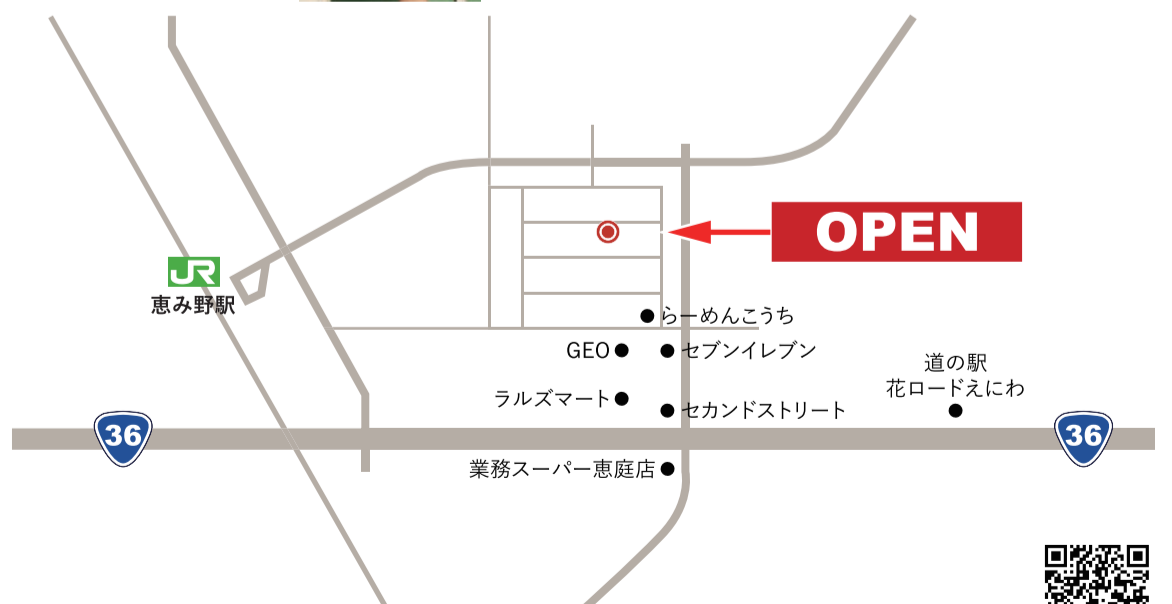 OPEN
JR
恵み野駅
らーめんこうち
GEO
セブンイレブン
道の駅
花ロードえにわ
ラルズマート
セカンドストリート
36
36
業務スーパー恵庭店